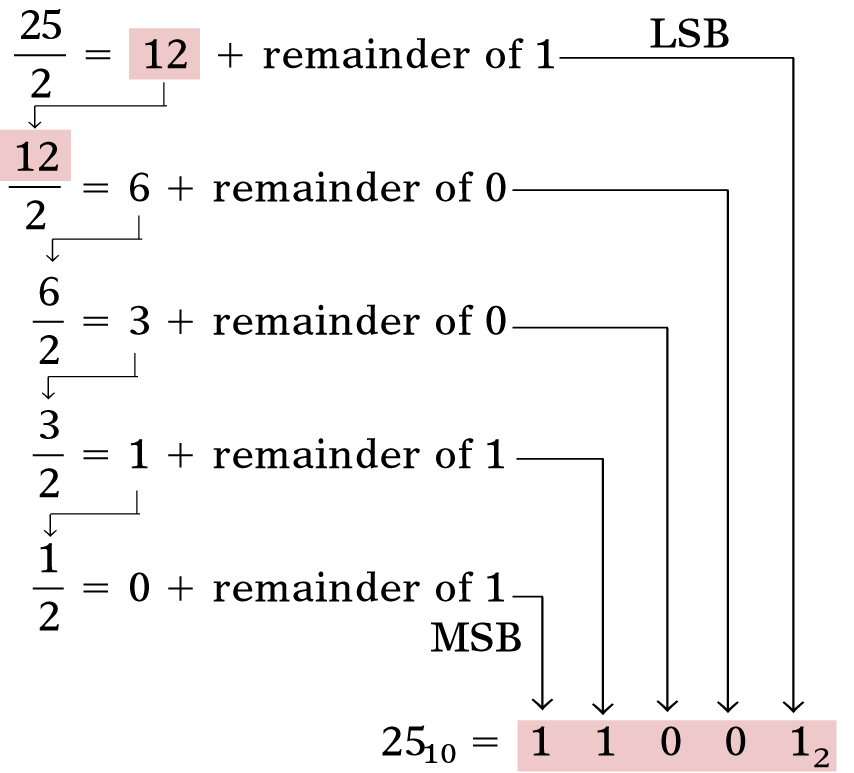 25/2 = 12 + remainder of 1 LSB
12/2 = 6 + remainder of 0
6/2 = 3 + remainder of 0
3/2 = 1 + remainder of 1
1/2 = 0 + remainder of 1
MSB
25₁₀ = 1 1 0 0 1₂